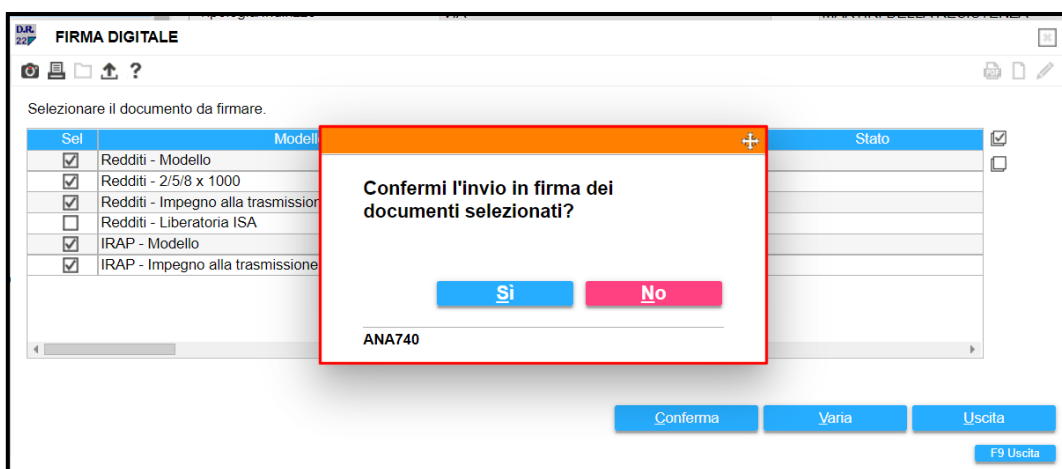 D.R.
22
FIRMA DIGITALE
?
Selezionare il documento da firmare.
Sel Modell Stato
Redditi - Modello
Redditi - 2/5/8 x 1000
Redditi - Impegno alla trasmission
Redditi - Liberatoria ISA
IRAP - Modello
IRAP - Impegno alla trasmissione
Confermi l'invio in firma dei
documenti selezionati?
Sì No
ANA740
Conferma Varia Uscita
F9 Uscita